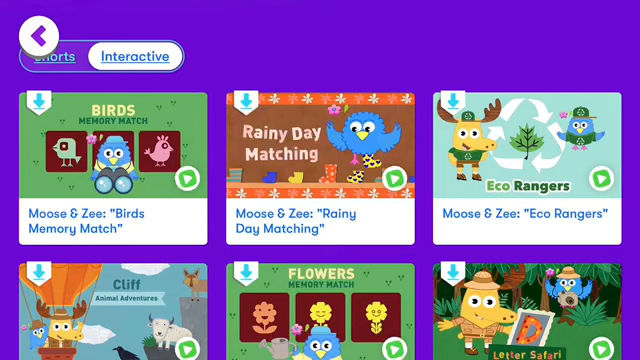 Shorts
Interactive
BIRDS
MEMORY MATCH
Rainy Day
Matching
Eco Rangers
Moose & Zee: "Birds
Memory Match"
Moose & Zee: "Rainy
Day Matching"
Moose & Zee: "Eco Rangers"
Cliff
Animal Adventures
FLOWERS
MEMORY MATCH
D
Letter Safari